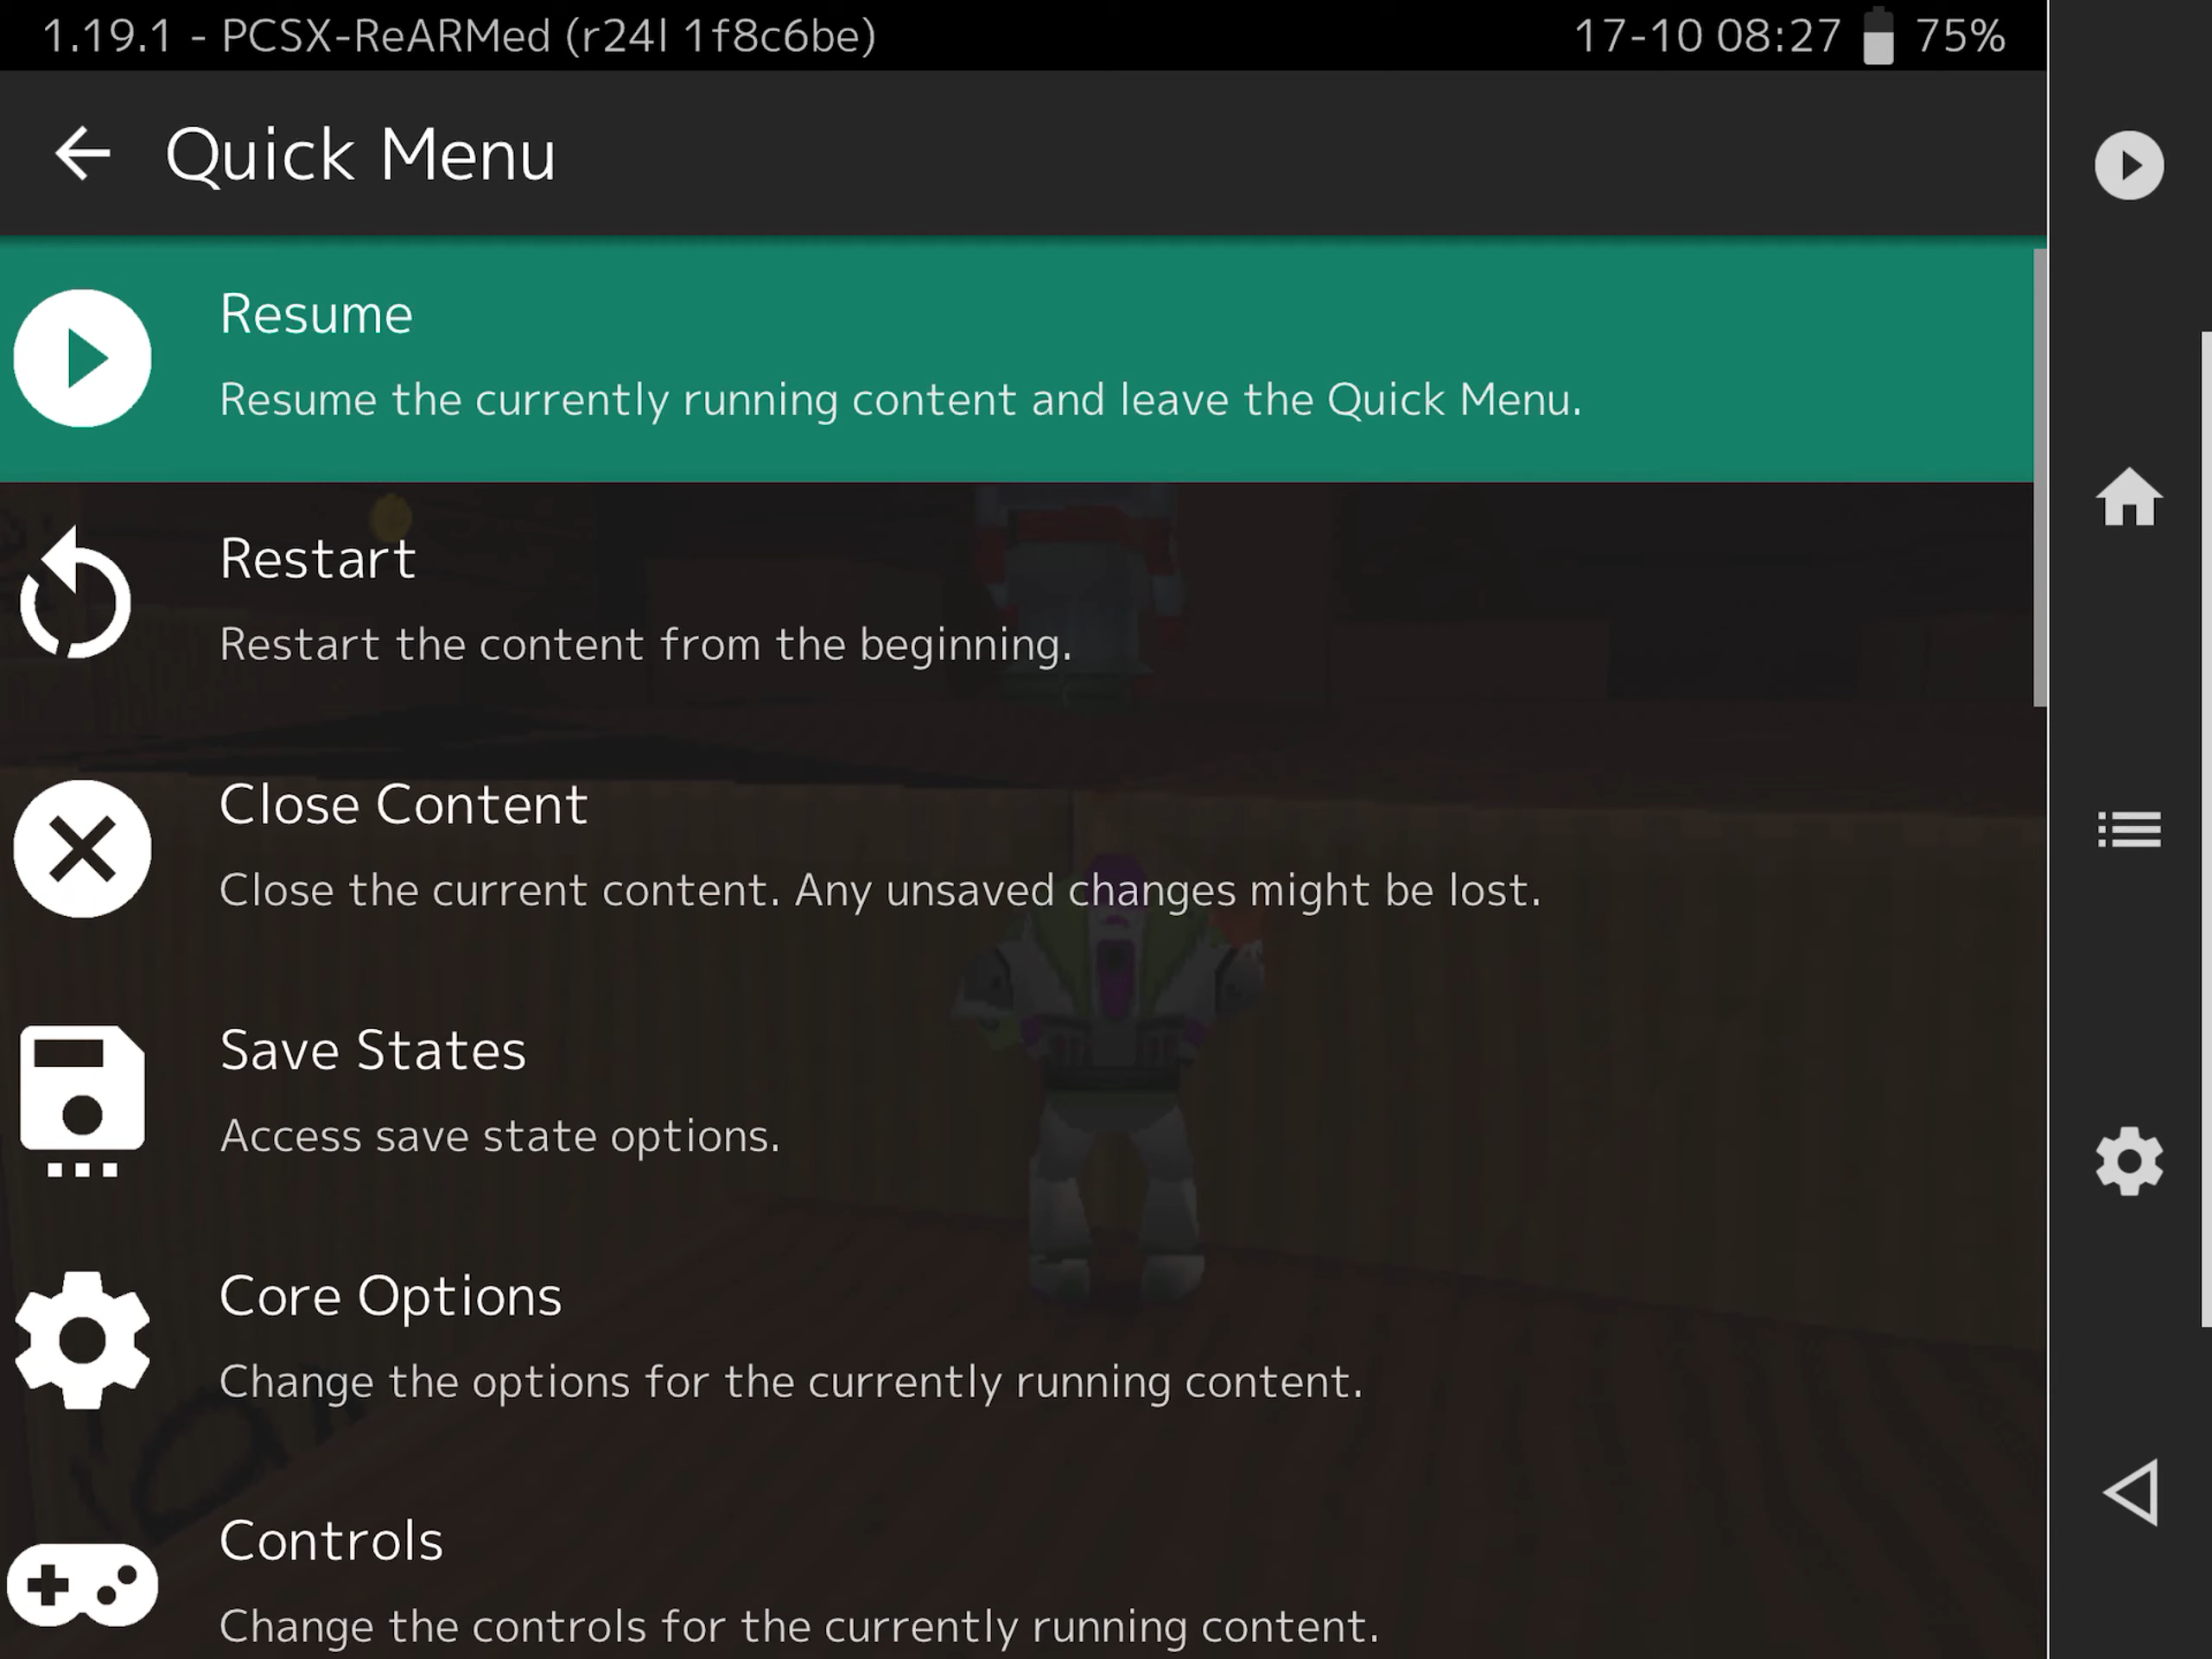 1.19.1 - PCSX-ReARMed (r24l 1f8c6be)
17-10 08:27 75%
Quick Menu
Resume
Resume the currently running content and leave the Quick Menu.
Restart
Restart the content from the beginning.
Close Content
Close the current content. Any unsaved changes might be lost.
Save States
Access save state options.
Core Options
Change the options for the currently running content.
Controls
Change the controls for the currently running content.